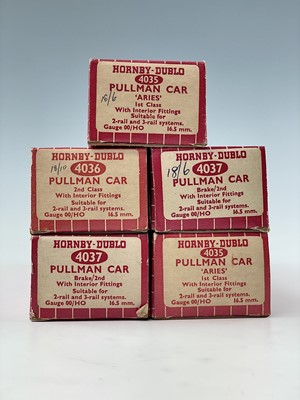 HORNBY-DUBLO
4035
PULLMAN CAR
18/6
'ARIES'
1st Class
With Interior Fittings
Suitable for
2-rail and 3-rail systems.
Gauge 00/HO 16.5 mm.
HORNBY-DUBLO
18/10 4036
PULLMAN CAR
2nd Class
With Interior Fittings
Suitable for
2-rail and 3-rail systems.
Gauge 00/HO 16.5 mm.
HORNBY-DUBLO
18/6 4037
PULLMAN CAR
Brake/2nd
With Interior Fittings
Suitable for
2-rail and 3-rail systems.
Gauge 00/HO 16.5 mm.
HORNBY-DUBLO
4037
PULLMAN CAR
Brake/2nd
With Interior Fittings
Suitable for
2-rail and 3-rail systems.
Gauge 00/HO 16.5 mm.
HORNBY-DUBLO
4035
PULLMAN CAR
'ARIES'
1st Class
With Interior Fittings
Suitable for
2-rail and 3-rail systems.
Gauge 00/HO 16.5 mm.